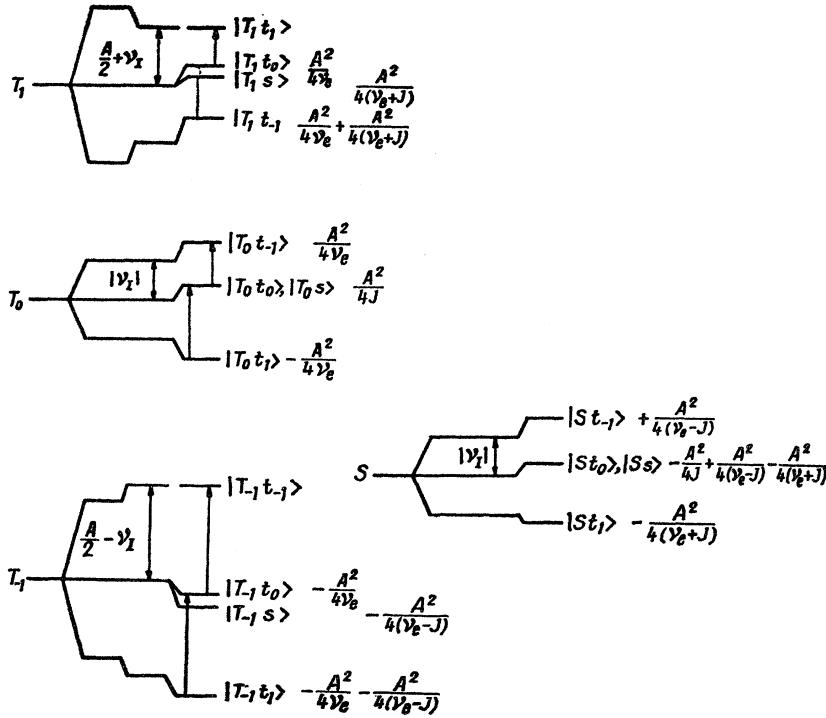 |T₁ t₁>
A/2 + νI
|T₁ t₀> A²/4νe
T₁
|T₁ s> A²/4(νe+J)
|T₁ t₋₁ A²/4νe + A²/4(νe+J)
|T₀ t₋₁> A²/4νe
|νI|
T₀
|T₀ t₀>,|T₀ s> A²/4J
|T₀ t₁> - A²/4νe
|S t₋₁> + A²/4(νe-J)
|νI|
S
|St₀>,|Ss> - A²/4J + A²/4(νe-J) - A²/4(νe+J)
|St₁> - A²/4(νe+J)
|T₋₁ t₋₁>
A/2 - νI
T₋₁
|T₋₁ t₀> - A²/4νe
|T₋₁ s> - A²/4(νe-J)
|T₋₁ t₁> - A²/4νe - A²/4(νe-J)